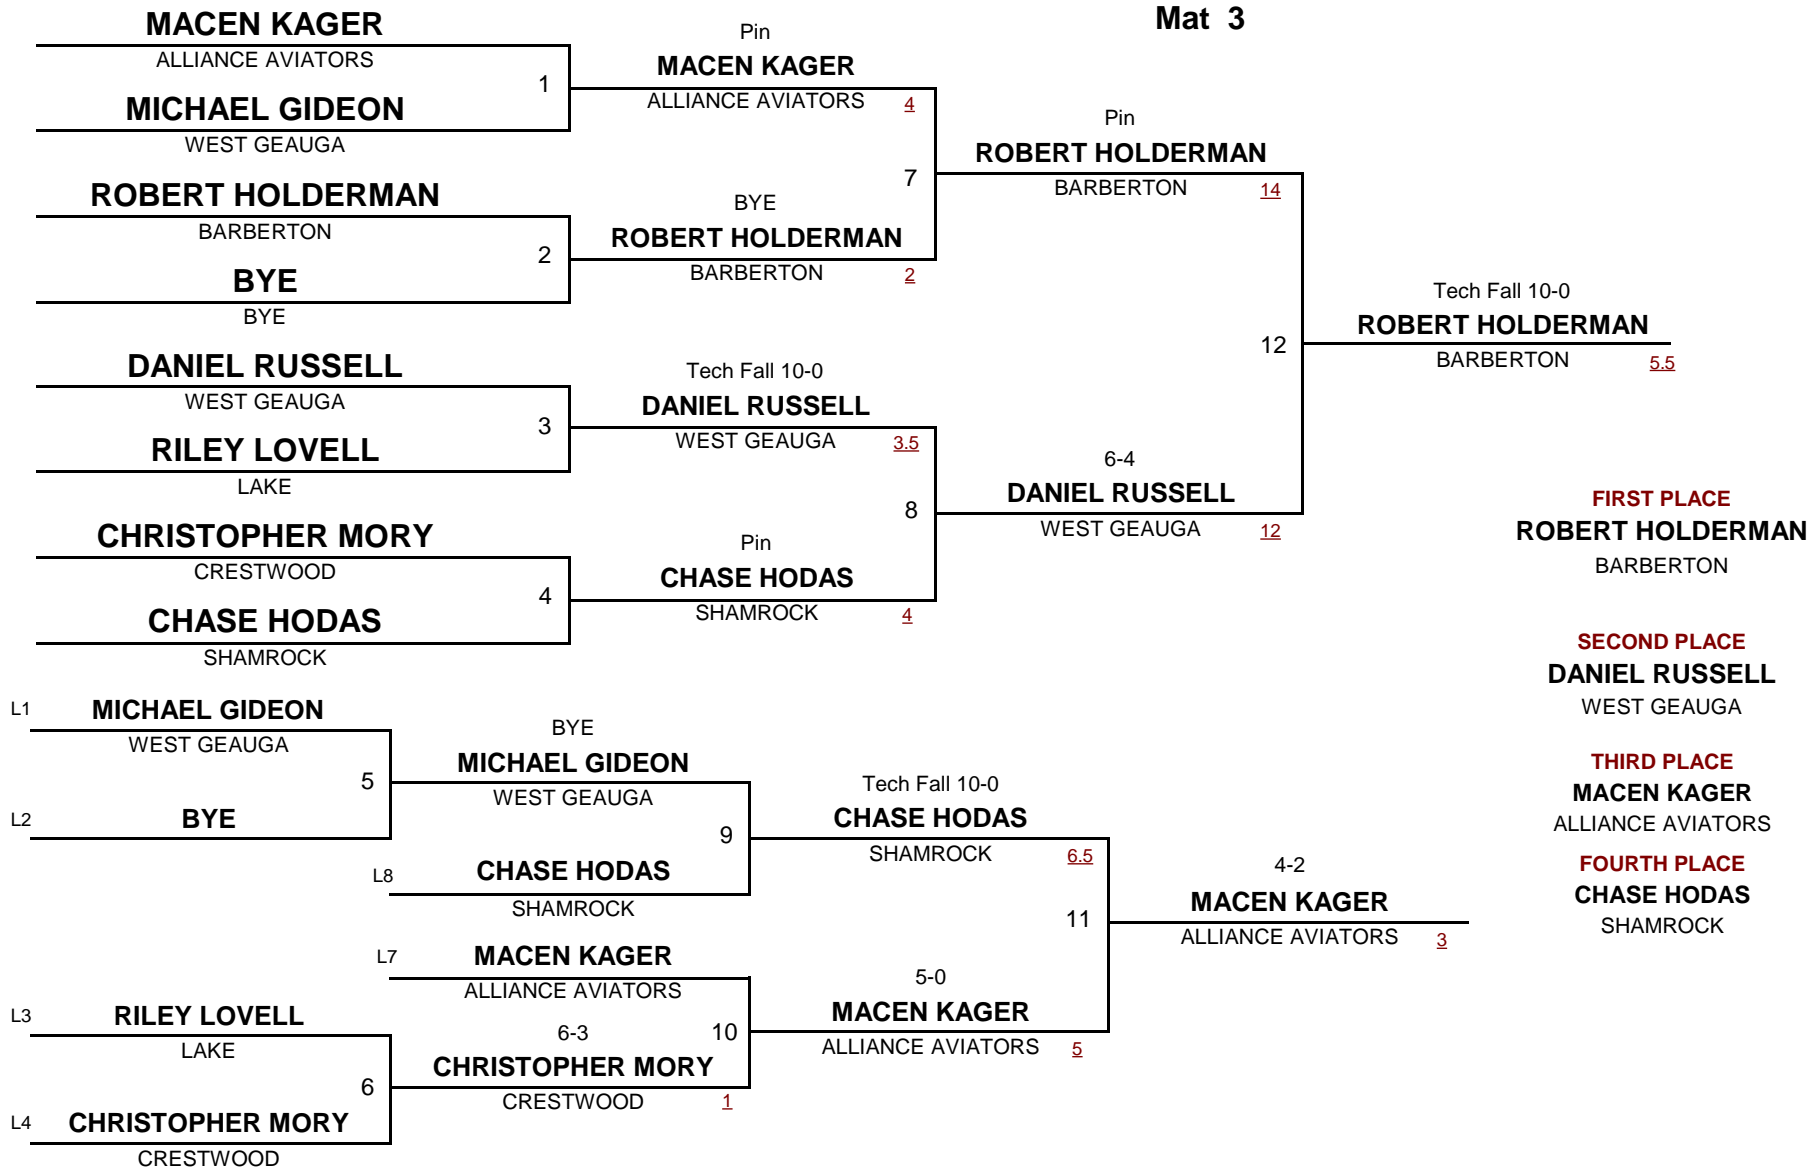 Mat 3
MACEN KAGER
ALLIANCE AVIATORS
1
MICHAEL GIDEON
WEST GEAUGA
ROBERT HOLDERMAN
BARBERTON
2
BYE
BYE
DANIEL RUSSELL
WEST GEAUGA
3
RILEY LOVELL
LAKE
CHRISTOPHER MORY
CRESTWOOD
4
CHASE HODAS
SHAMROCK
Pin
MACEN KAGER
ALLIANCE AVIATORS 4
7
BYE
ROBERT HOLDERMAN
BARBERTON 2
Tech Fall 10-0
DANIEL RUSSELL
WEST GEAUGA 3.5
8
Pin
CHASE HODAS
SHAMROCK 4
Pin
ROBERT HOLDERMAN
BARBERTON 14
12
6-4
DANIEL RUSSELL
WEST GEAUGA 12
Tech Fall 10-0
ROBERT HOLDERMAN
BARBERTON 5.5
FIRST PLACE
ROBERT HOLDERMAN
BARBERTON
SECOND PLACE
DANIEL RUSSELL
WEST GEAUGA
THIRD PLACE
MACEN KAGER
ALLIANCE AVIATORS
FOURTH PLACE
CHASE HODAS
SHAMROCK
L1 MICHAEL GIDEON
WEST GEAUGA
5
L2 BYE
BYE
MICHAEL GIDEON
WEST GEAUGA
9
L8 CHASE HODAS
SHAMROCK
L7 MACEN KAGER
ALLIANCE AVIATORS
10
L3 RILEY LOVELL
LAKE
6
L4 CHRISTOPHER MORY
CRESTWOOD
6-3
CHRISTOPHER MORY
CRESTWOOD 1
Tech Fall 10-0
CHASE HODAS
SHAMROCK 6.5
11
5-0
MACEN KAGER
ALLIANCE AVIATORS 5
4-2
MACEN KAGER
ALLIANCE AVIATORS 3